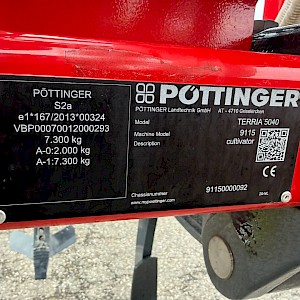 PÖTTINGER
S2a
e1*167/2013*00324
VBP00070012000293
7.300 kg
A-0:2.000 kg
A-1:7.300 kg
PÖTTINGER
PÖTTINGER Landtechnik GmbH AT - 4710 Grieskirchen
Model TERRIA 5040
Machine Model 9115
Description cultivator
Chassisnumber 91150000092
www.mypoettinger.com